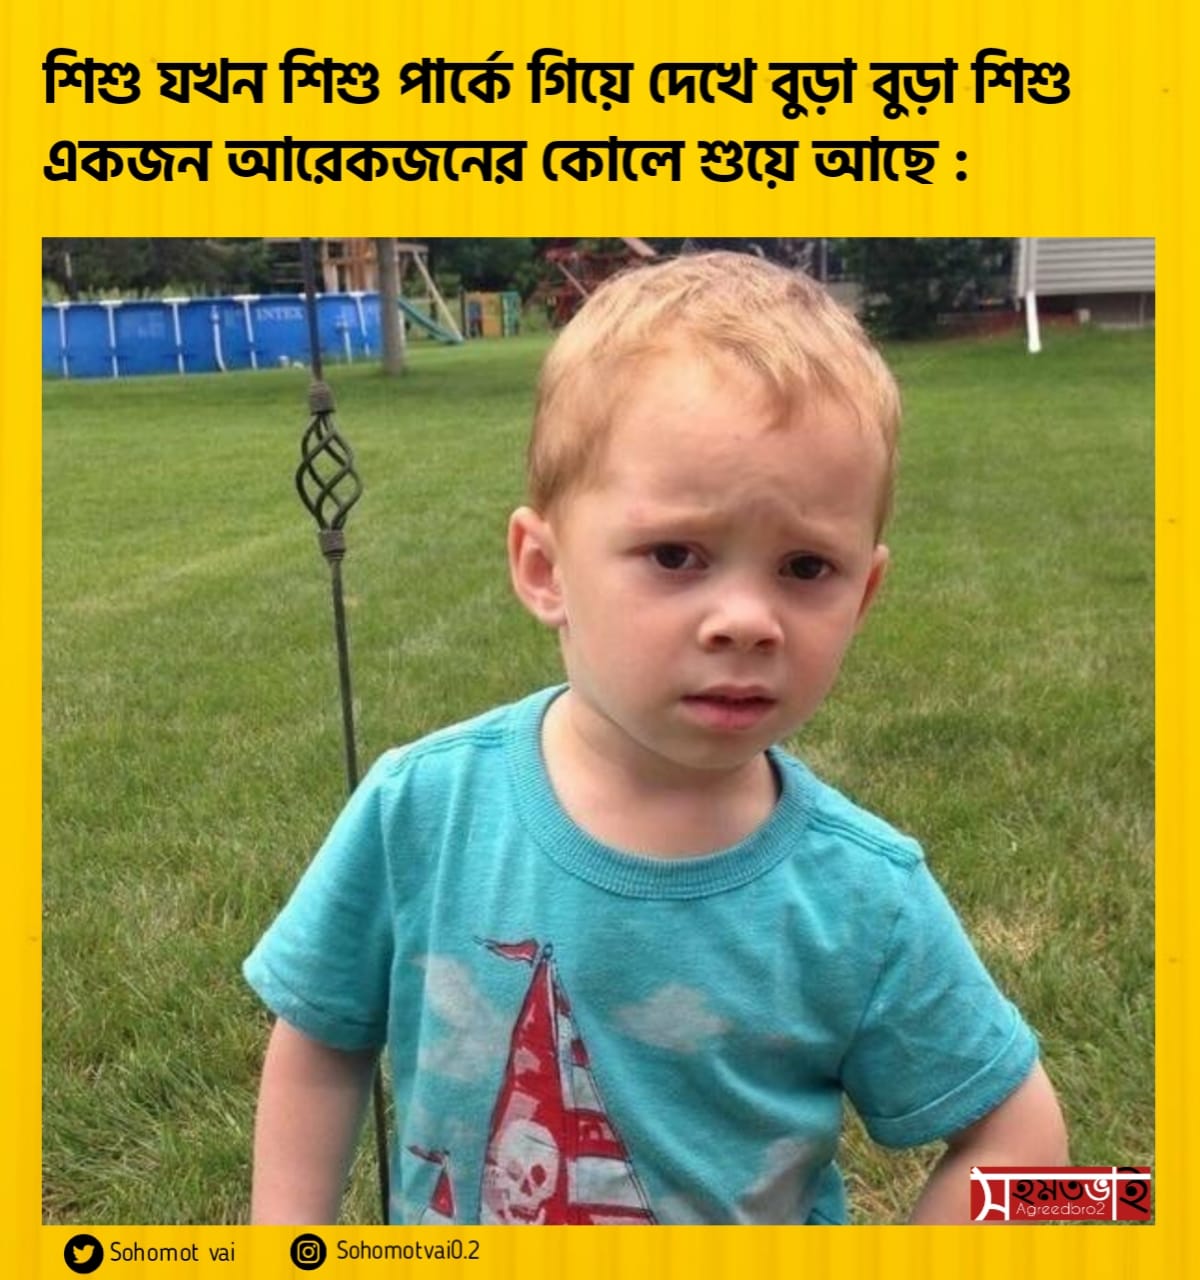 শিশু যখন শিশু পার্কে গিয়ে দেখে বুড়া বুড়া শিশু
একজন আরেকজনের কোলে শুয়ে আছে :
INTEX
সহমতভাই
Agreedbro2
Sohomot vai
Sohomotvai0.2